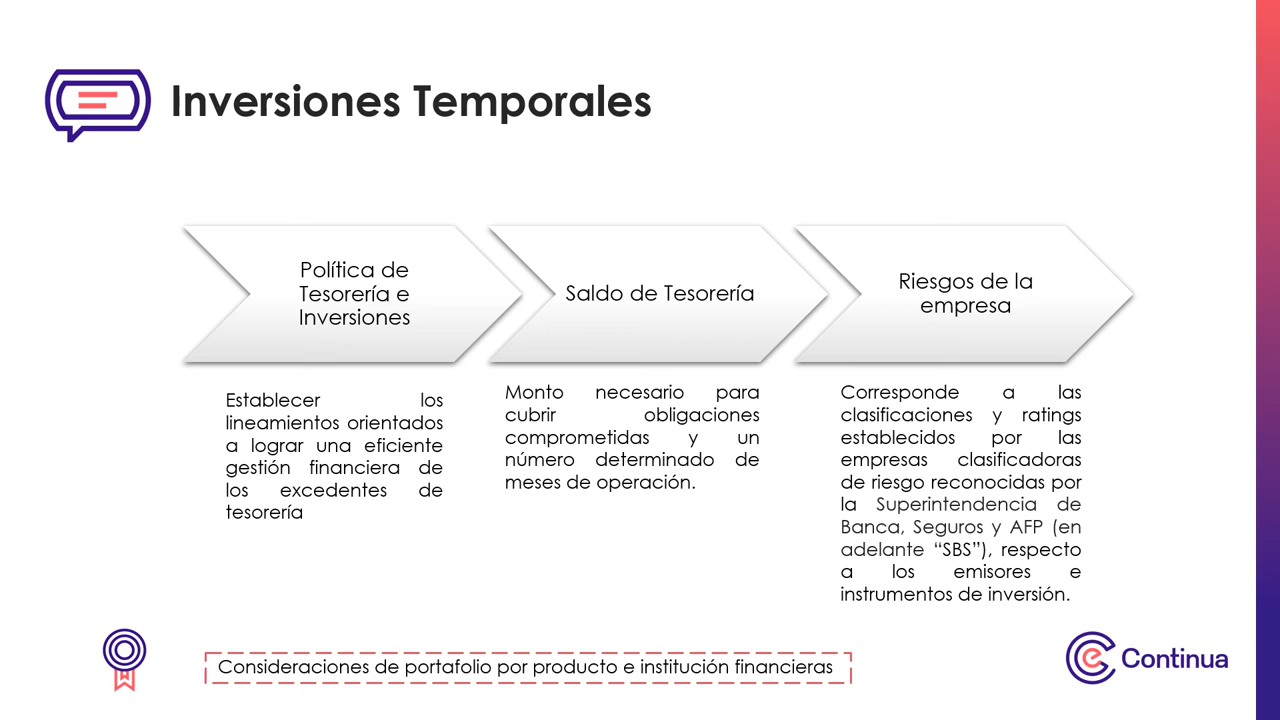 Inversiones Temporales
Política de
Tesorería e
Inversiones
Saldo de Tesorería
Riesgos de la
empresa
Establecer los
lineamientos orientados
a lograr una eficiente
gestión financiera de
los excedentes de
tesorería
Monto necesario para
cubrir obligaciones
comprometidas y un
número determinado de
meses de operación.
Corresponde a las
clasificaciones y ratings
establecidos por las
empresas clasificadoras
de riesgo reconocidas por
la Superintendencia de
Banca, Seguros y AFP (en
adelante “SBS”), respecto
a los emisores e
instrumentos de inversión.
Consideraciones de portafolio por producto e institución financieras
Continua